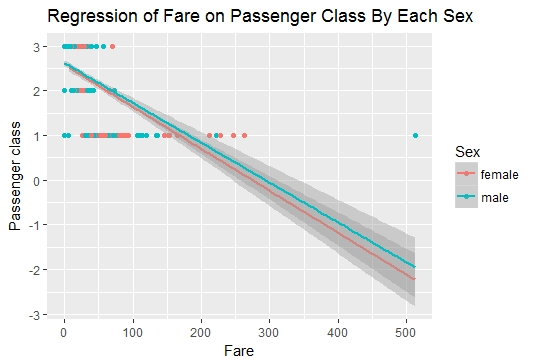 Regression of Fare on Passenger Class By Each Sex
Passenger class
3
2
1
0
-1
-2
-3
0
100
200
300
400
500
Fare
Sex
female
male